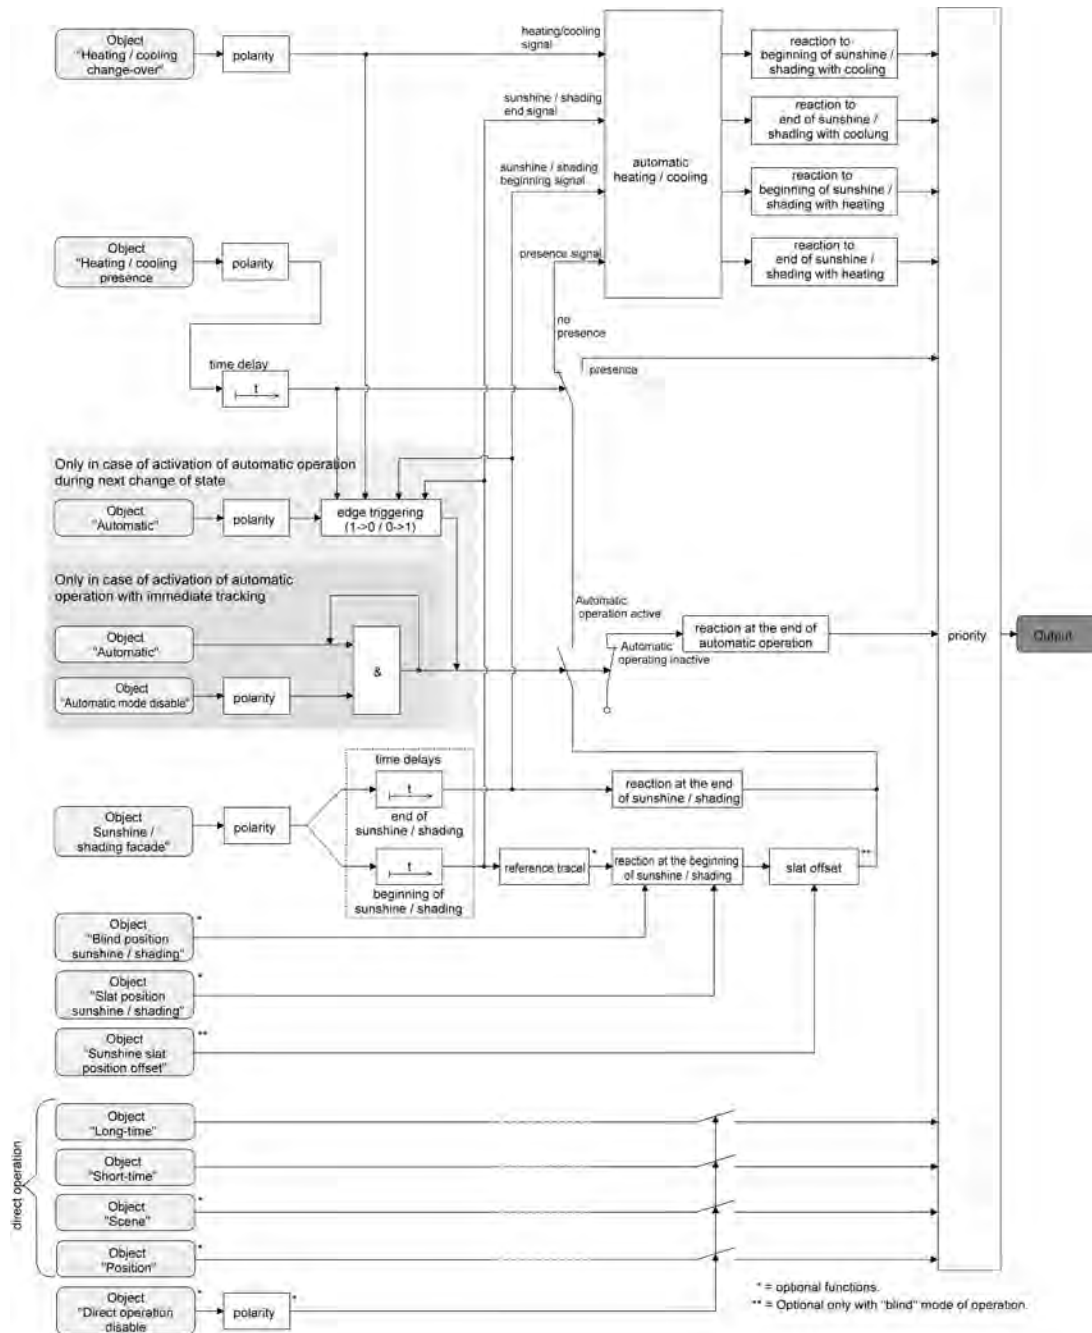 Object
"Heating / cooling
change-over"
polarity
heating/cooling
signal
sunshine / shading
end signal
sunshine / shading
beginning signal
presence signal
automatic
heating / cooling
reaction to
beginning of sunshine /
shading with cooling
reaction to
end of sunshine /
shading with coolung
reaction to
beginning of sunshine /
shading with heating
reaction to
end of sunshine /
shading with heating
Object
"Heating / cooling
presence
polarity
no
presence
presence
time delay
t
Only in case of activation of automatic operation
during next change of state
Object
"Automatic"
polarity
edge triggering
(1->0 / 0->1)
Only in case of activation of automatic
operation with immediate tracking
Object
"Automatic"
Object
"Automatic mode disable"
polarity
&
Automatic
operation active
Automatic
operating inactive
reaction at the end of
automatic operation
priority
Output
time delays
t
end of
sunshine / shading
t
beginning of
sunshine / shading
Object
Sunshine /
shading facade"
polarity
reaction at the end
of sunshine / shading
reference tracel
*
reaction at the beginning
of sunshine / shading
slat offset
**
Object
"Blind position
sunshine / shading"
*
Object
"Slat position
sunshine / shading"
*
Object
"Sunshine slat
position offset"
**
direct operation
Object
"Long-time"
Object
"Short-time"
Object
"Scene"
*
Object
"Position"
*
Object
"Direct operation
disable
*
polarity
*
* = optional functions.
** = Optional only with "blind" mode of operation.